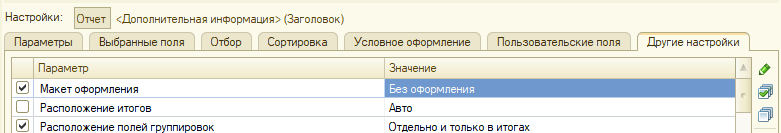 Настройки: Отчет <Дополнительная информация> (Заголовок)
Параметры Выбранные поля Отбор Сортировка Условное оформление Пользовательские поля Другие настройки
Параметр Значение
Макет оформления Без оформления
Расположение итогов Авто
Расположение полей группировок Отдельно и только в итогах